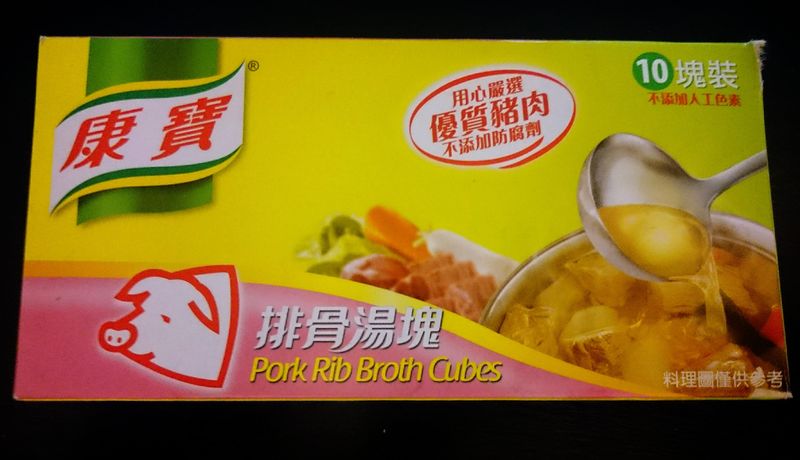 康寶®
用心嚴選
優質豬肉
不添加防腐劑
10塊裝
不添加人工色素
排骨湯塊
Pork Rib Broth Cubes
料理圖僅供參考